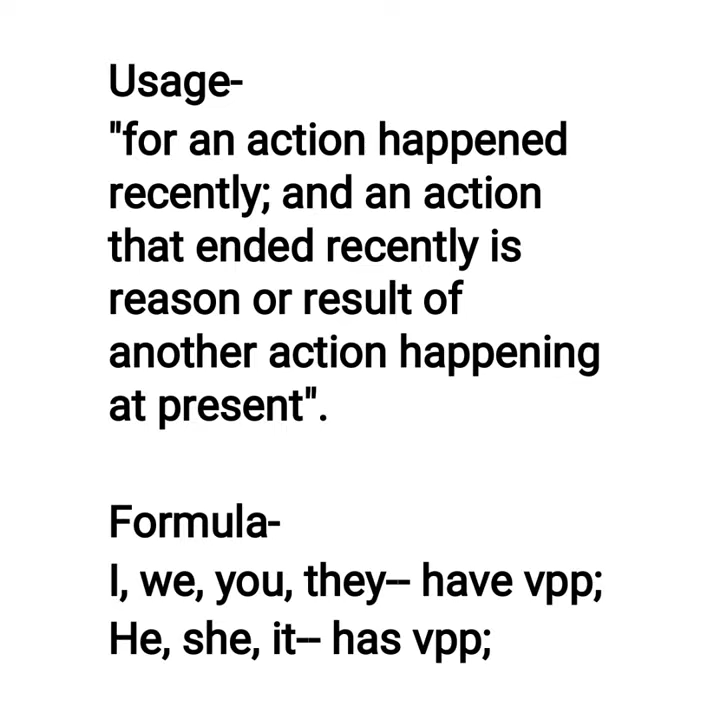 Usage-
"for an action happened
recently; and an action
that ended recently is
reason or result of
another action happening
at present".
Formula-
I, we, you, they-- have vpp;
He, she, it-- has vpp;